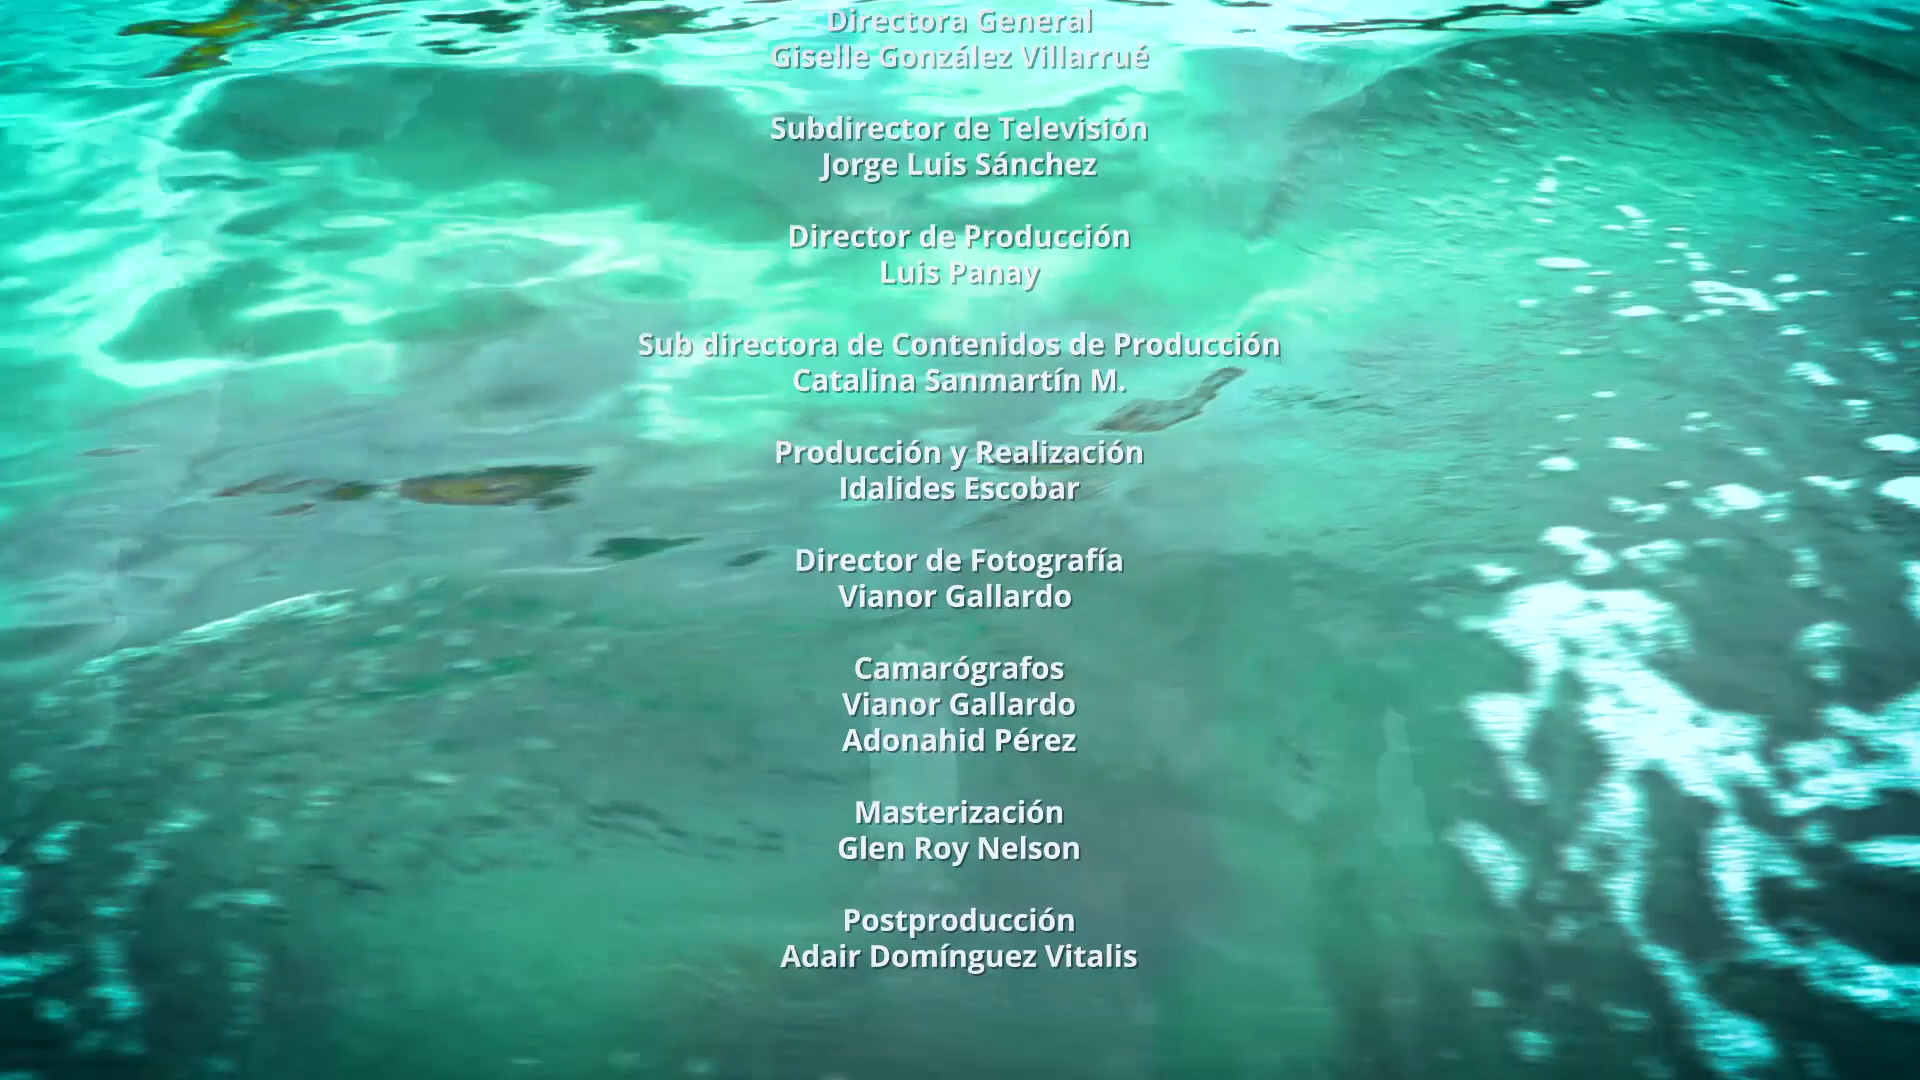 Directora General
Giselle González Villarrué
Subdirector de Televisión
Jorge Luis Sánchez
Director de Producción
Luis Panay
Sub directora de Contenidos de Producción
Catalina Sanmartín M.
Producción y Realización
Idalides Escobar
Director de Fotografía
Vianor Gallardo
Camarógrafos
Vianor Gallardo
Adonahid Pérez
Masterización
Glen Roy Nelson
Postproducción
Adair Domínguez Vitalis